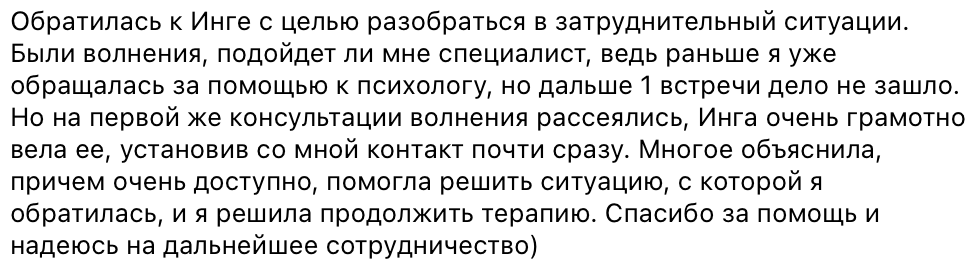 Обратилась к Инге с целью разобраться в затруднительный ситуации.
Были волнения, подойдет ли мне специалист, ведь раньше я уже
обращалась за помощью к психологу, но дальше 1 встречи дело не зашло.
Но на первой же консультации волнения рассеялись, Инга очень грамотно
вела ее, установив со мной контакт почти сразу. Многое объяснила,
причем очень доступно, помогла решить ситуацию, с которой я
обратилась, и я решила продолжить терапию. Спасибо за помощь и
надеюсь на дальнейшее сотрудничество)